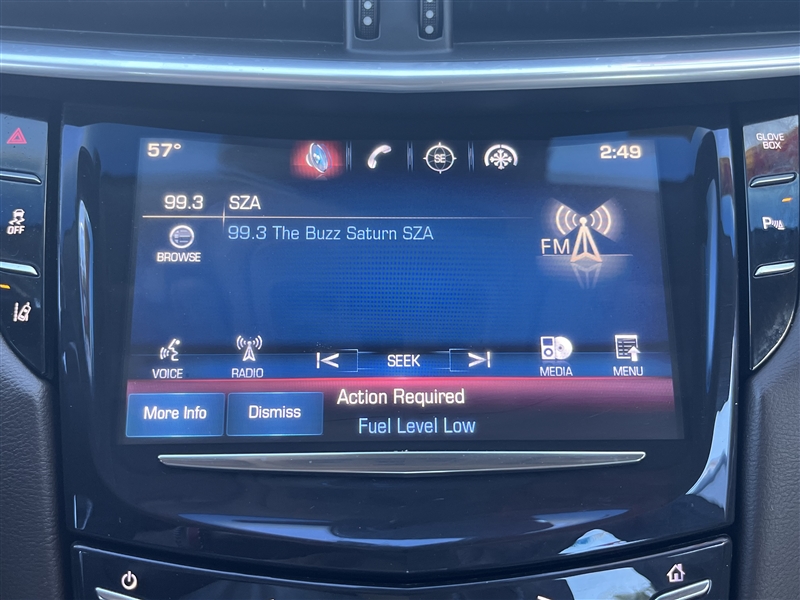 57°
SE
2:49
GLOVE BOX
OFF
P
99.3 SZA
99.3 The Buzz Saturn SZA
BROWSE
FM
VOICE
RADIO
SEEK
MEDIA
MENU
More Info
Dismiss
Action Required
Fuel Level Low